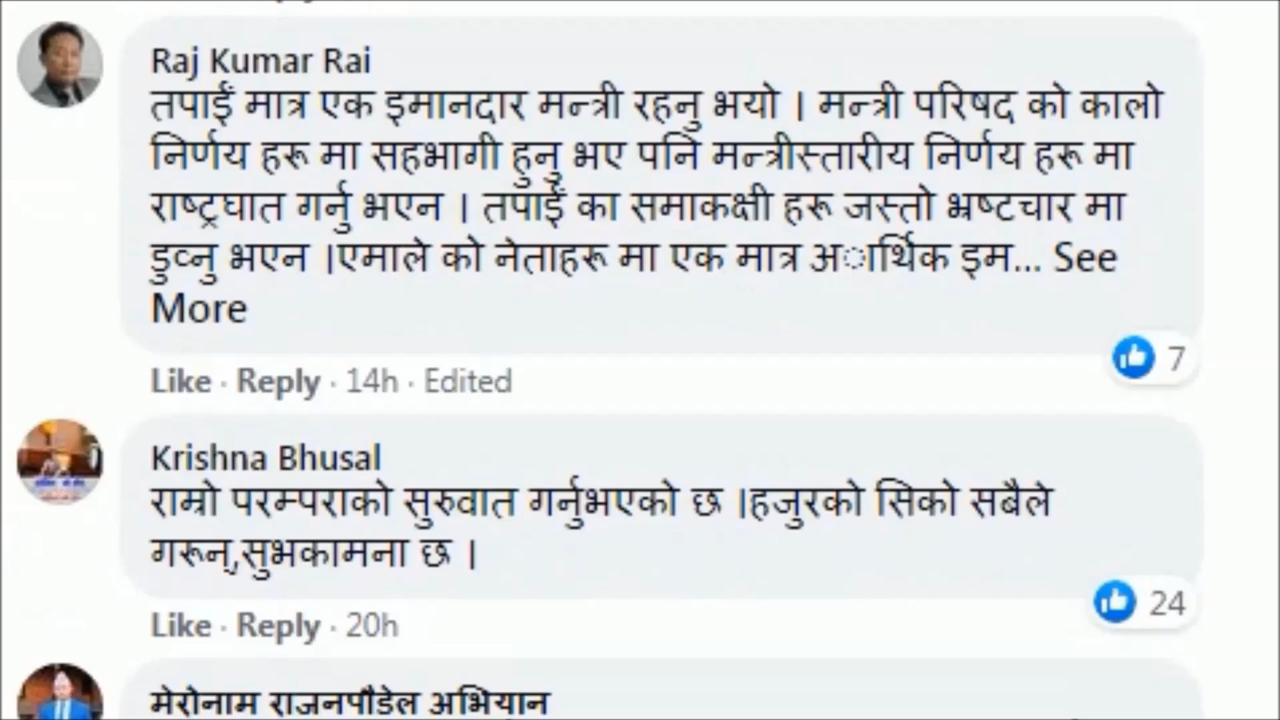 Raj Kumar Rai
तपाईं मात्र एक इमानदार मन्त्री रहनु भयो । मन्त्री परिषद को कालो
निर्णय हरू मा सहभागी हुनु भए पनि मन्त्रीस्तारीय निर्णय हरू मा
राष्ट्रघात गर्नु भएन । तपाईं का समाकक्षी हरू जस्तो भ्रष्टचार मा
डुव्नु भएन ।एमाले को नेताहरू मा एक मात्र अार्थिक इम... See
More
7
Like · Reply · 14h · Edited
Krishna Bhusal
राम्रो परम्पराको सुरुवात गर्नुभएको छ ।हजुरको सिको सबैले
गरून्,सुभकामना छ ।
24
Like · Reply · 20h
मेरोनाम राजनपौडेल अभियान